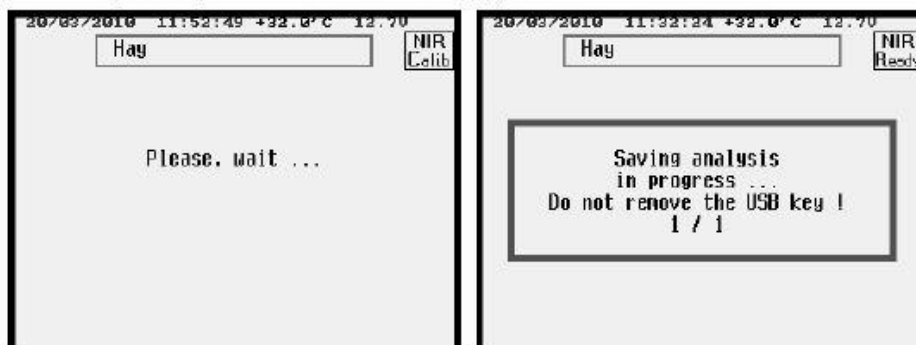 20/03/2010 11:52:49 +32.0°C 12.7V
Hay
NIR
Calib
Please, wait ...
20/03/2010 11:32:24 +32.0°C 12.7V
Hay
NIR
Ready
Saving analysis
in progress ...
Do not remove the USB key !
1 / 1